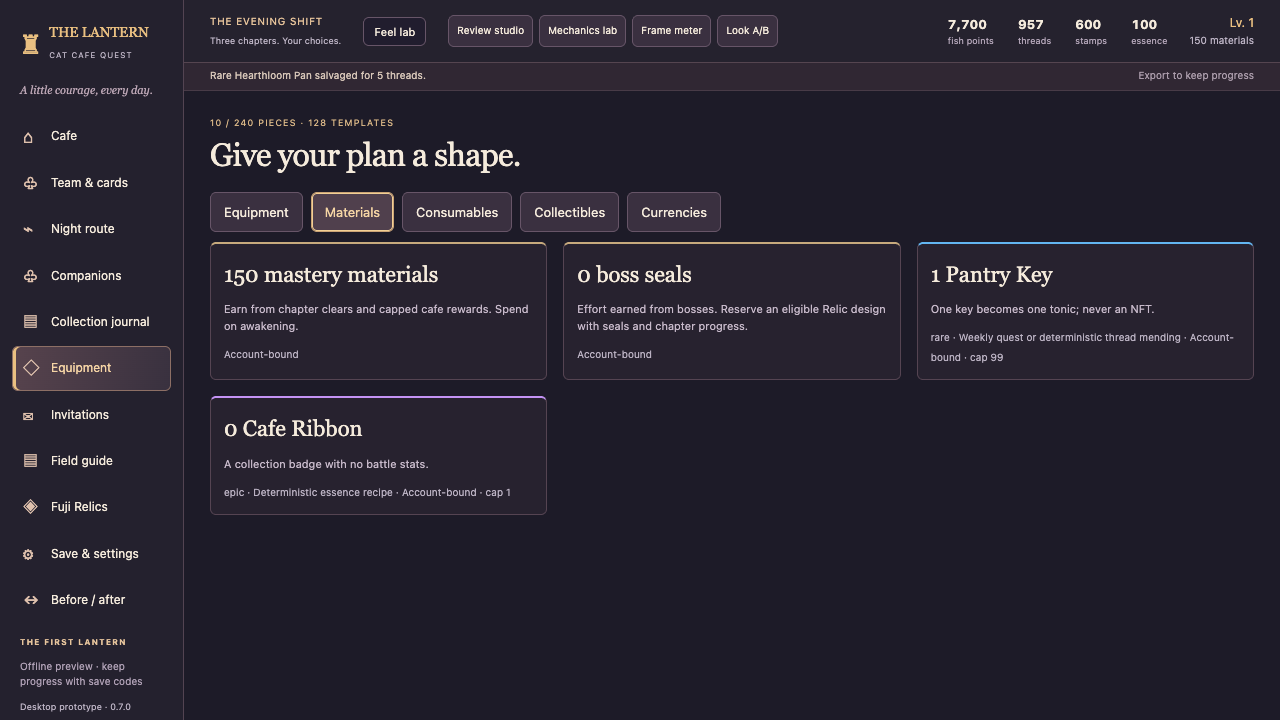 THE LANTERN
CAT CAFE QUEST
A little courage, every day.
Cafe
Team & cards
Night route
Companions
Collection journal
Equipment
Invitations
Field guide
Fuji Relics
Save & settings
Before / after
THE FIRST LANTERN
Offline preview · keep
progress with save codes
Desktop prototype · 0.7.0
THE EVENING SHIFT
Three chapters. Your choices.
Feel lab
Review studio
Mechanics lab
Frame meter
Look A/B
7,700
fish points
957
threads
600
stamps
100
essence
Lv. 1
150 materials
Rare Hearthloom Pan salvaged for 5 threads.
Export to keep progress
10 / 240 PIECES · 128 TEMPLATES
Give your plan a shape.
Equipment
Materials
Consumables
Collectibles
Currencies
150 mastery materials
Earn from chapter clears and capped cafe rewards. Spend
on awakening.
Account-bound
0 boss seals
Effort earned from bosses. Reserve an eligible Relic design
with seals and chapter progress.
Account-bound
1 Pantry Key
One key becomes one tonic; never an NFT.
rare · Weekly quest or deterministic thread mending · Account-
bound · cap 99
0 Cafe Ribbon
A collection badge with no battle stats.
epic · Deterministic essence recipe · Account-bound · cap 1